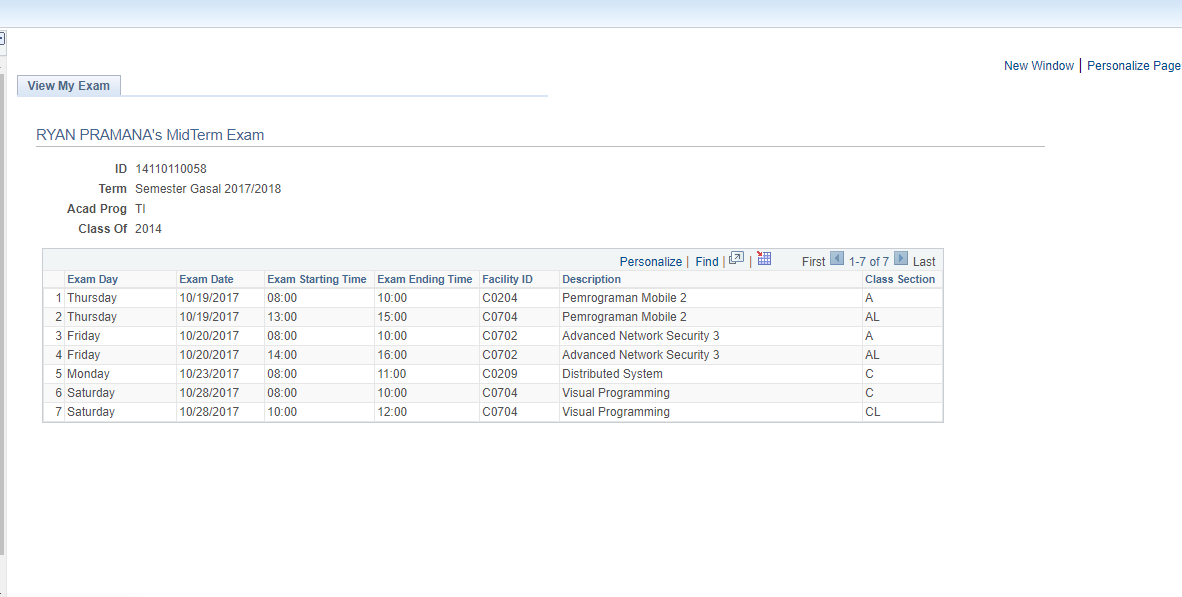 New Window | Personalize Page
View My Exam
RYAN PRAMANA's MidTerm Exam
ID 14110110058
Term Semester Gasal 2017/2018
Acad Prog TI
Class Of 2014
Personalize | Find | | First 1-7 of 7 Last
Exam Day Exam Date Exam Starting Time Exam Ending Time Facility ID Description Class Section
1 Thursday 10/19/2017 08:00 10:00 C0204 Pemrograman Mobile 2 A
2 Thursday 10/19/2017 13:00 15:00 C0704 Pemrograman Mobile 2 AL
3 Friday 10/20/2017 08:00 10:00 C0702 Advanced Network Security 3 A
4 Friday 10/20/2017 14:00 16:00 C0702 Advanced Network Security 3 AL
5 Monday 10/23/2017 08:00 11:00 C0209 Distributed System C
6 Saturday 10/28/2017 08:00 10:00 C0704 Visual Programming C
7 Saturday 10/28/2017 10:00 12:00 C0704 Visual Programming CL